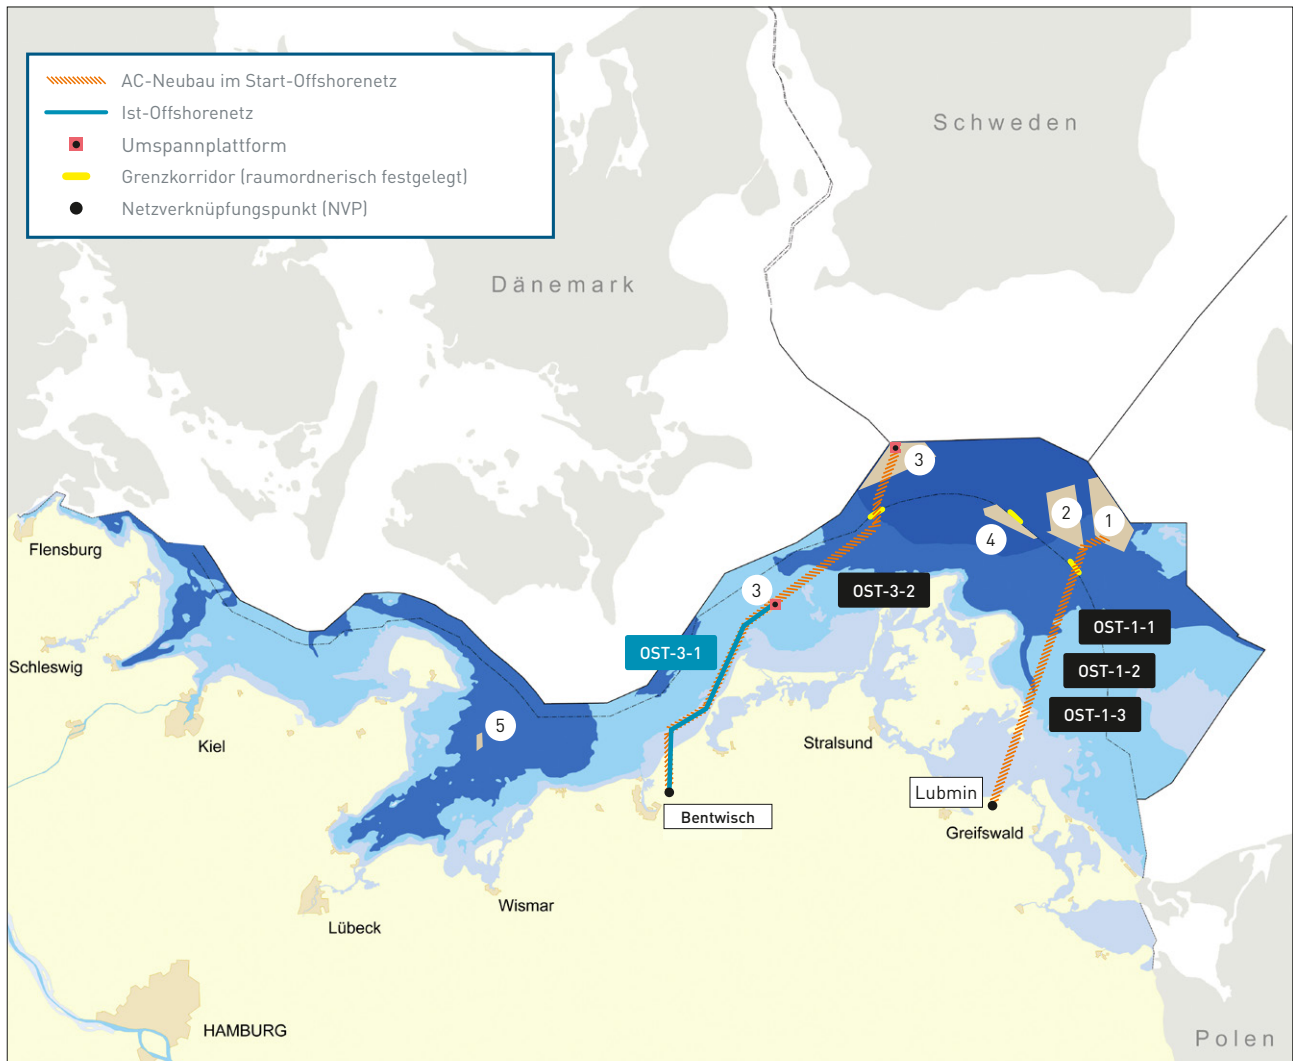 AC-Neubau im Start-Offshorenetz
Ist-Offshorenetz
Umspannplattform
Grenzkorridor (raumordnerisch festgelegt)
Netzverknüpfungspunkt (NVP)
Schweden
Dänemark
3
2
1
4
Flensburg
3
OST-3-2
OST-1-1
OST-3-1
Schleswig
OST-1-2
OST-1-3
5
Kiel
Stralsund
Lubmin
Bentwisch
Greifswald
Wismar
Lübeck
HAMBURG
Polen